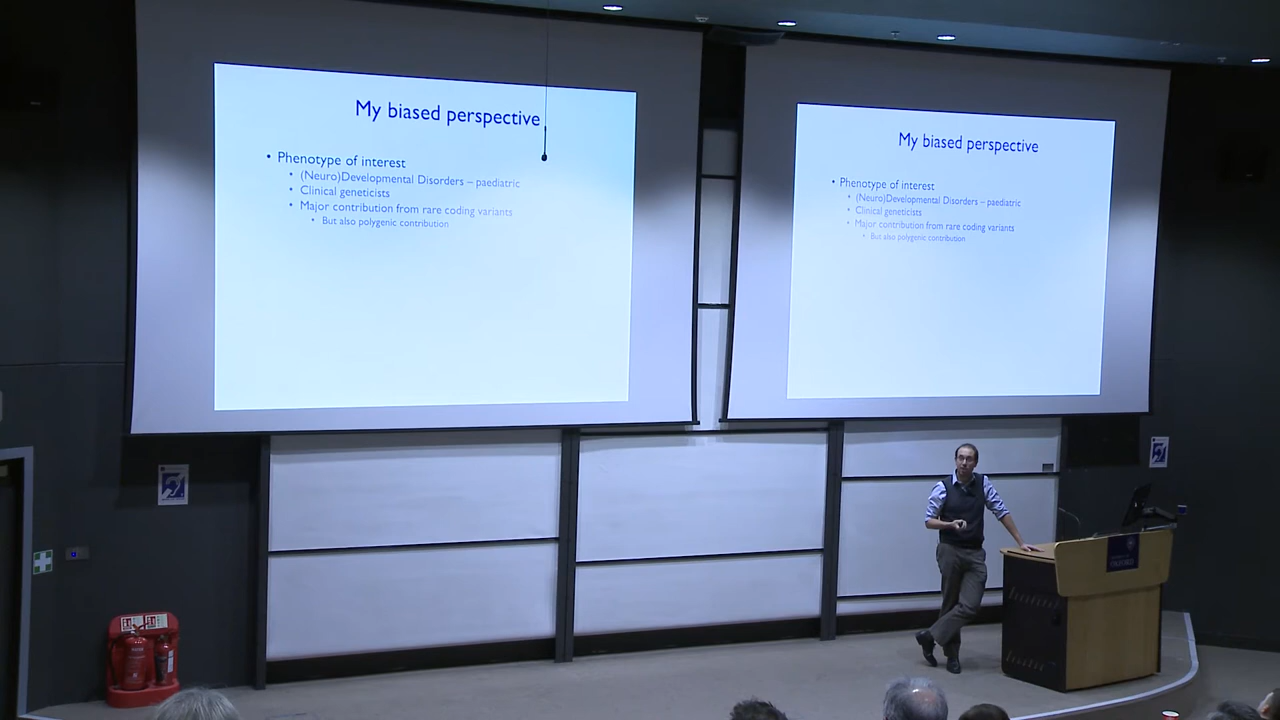 My biased perspective
• Phenotype of interest
• (Neuro)Developmental Disorders – paediatric
• Clinical geneticists
• Major contribution from rare coding variants
• But also polygenic contribution
My biased perspective
• Phenotype of interest
• (Neuro)Developmental Disorders – paediatric
• Clinical geneticists
• Major contribution from rare coding variants
• But also polygenic contribution
OXFORD